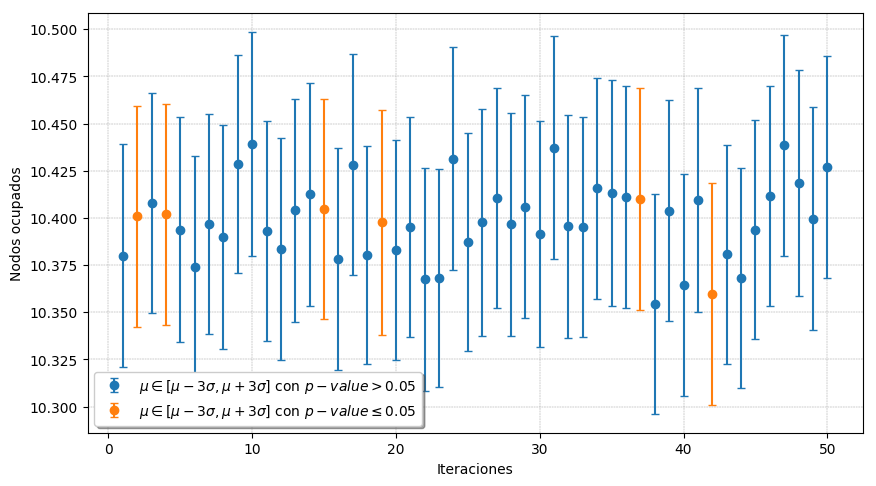 10.500
10.475
10.450
10.425
10.400
10.375
10.350
10.325
10.300
Nodos ocupados
μ ∈ [μ − 3σ, μ + 3σ] con p − value > 0.05
μ ∈ [μ − 3σ, μ + 3σ] con p − value ≤ 0.05
0 10 20 30 40 50
Iteraciones